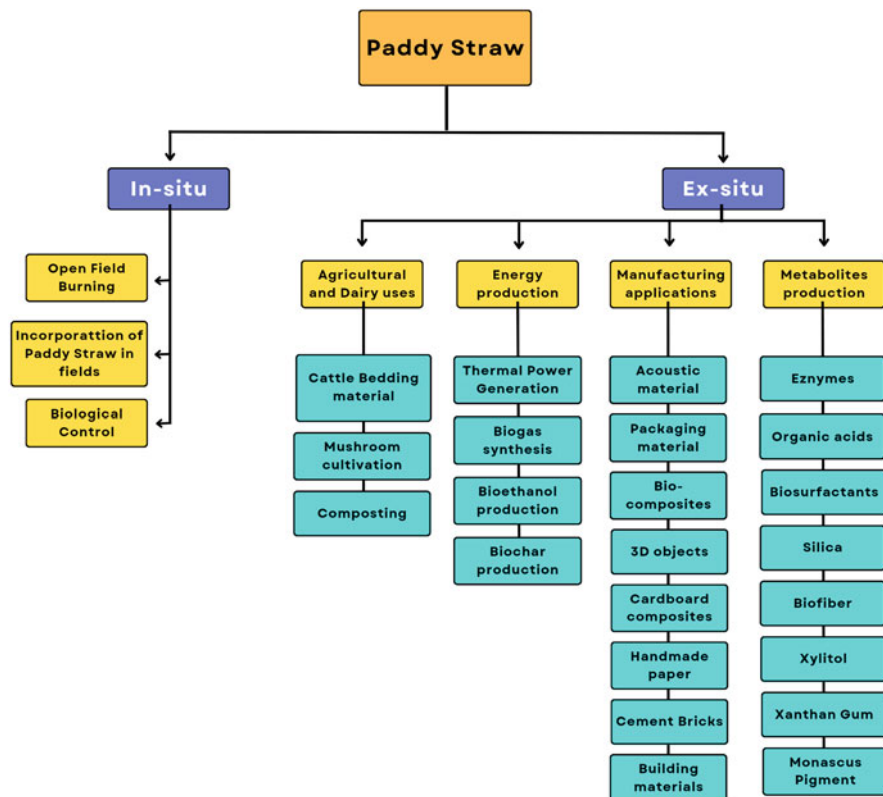 Paddy Straw
In-situ
Ex-situ
Open Field
Burning
Incorporattion of
Paddy Straw in
fields
Biological
Control
Agricultural
and Dairy uses
Cattle Bedding
material
Mushroom
cultivation
Composting
Energy
production
Thermal Power
Generation
Biogas
synthesis
Bioethanol
production
Biochar
production
Manufacturing
applications
Acoustic
material
Packaging
material
Bio-
composites
3D objects
Cardboard
composites
Handmade
paper
Cement Bricks
Building
materials
Metabolites
production
Eznymes
Organic acids
Biosurfactants
Silica
Biofiber
Xylitol
Xanthan Gum
Monascus
Pigment